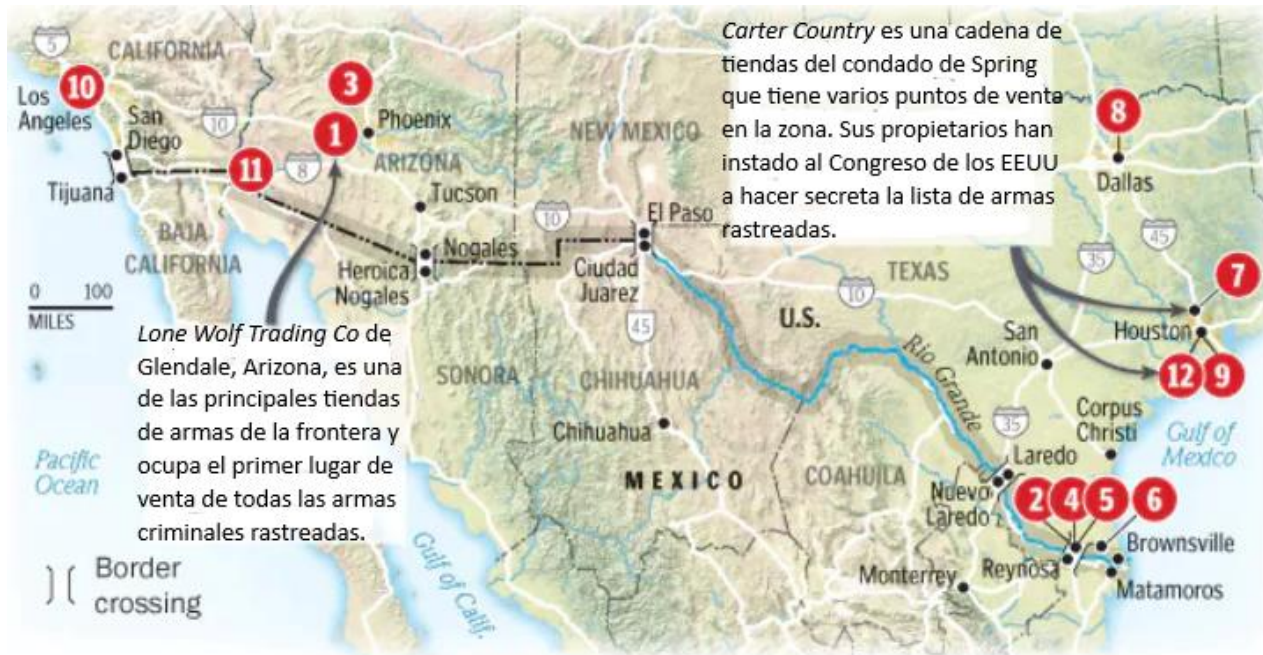 Carter Country es una cadena de
tiendas del condado de Spring
que tiene varios puntos de venta
en la zona. Sus propietarios han
instado al Congreso de los EEUU
a hacer secreta la lista de armas
rastreadas.
5
CALIFORNIA
10
Los
Angeles
San
Diego
10
Tijuana
11
8
3
1
Phoenix
ARIZONA
Tucson
NEW MEXICO
8
Dallas
BAJA
CALIFORNIA
Nogales
Heroica
Nogales
10
El Paso
Ciudad
Juarez
45
TEXAS
10
35
45
7
Houston
12
9
0 100
MILES
U.S.
San
Antonio
Rio Grande
Lone Wolf Trading Co de
Glendale, Arizona, es una
de las principales tiendas
de armas de la frontera y
ocupa el primer lugar de
venta de todas las armas
criminales rastreadas.
SONORA
CHIHUAHUA
Chihuahua
MEXICO
COAHUILA
35
Corpus
Christi
Gulf of
Mexico
Laredo
Nuevo
Laredo
2
4
5
6
Pacific
Ocean
Gulf of Calif.
Monterrey
Reynosa
Brownsville
Matamoros
Border
crossing